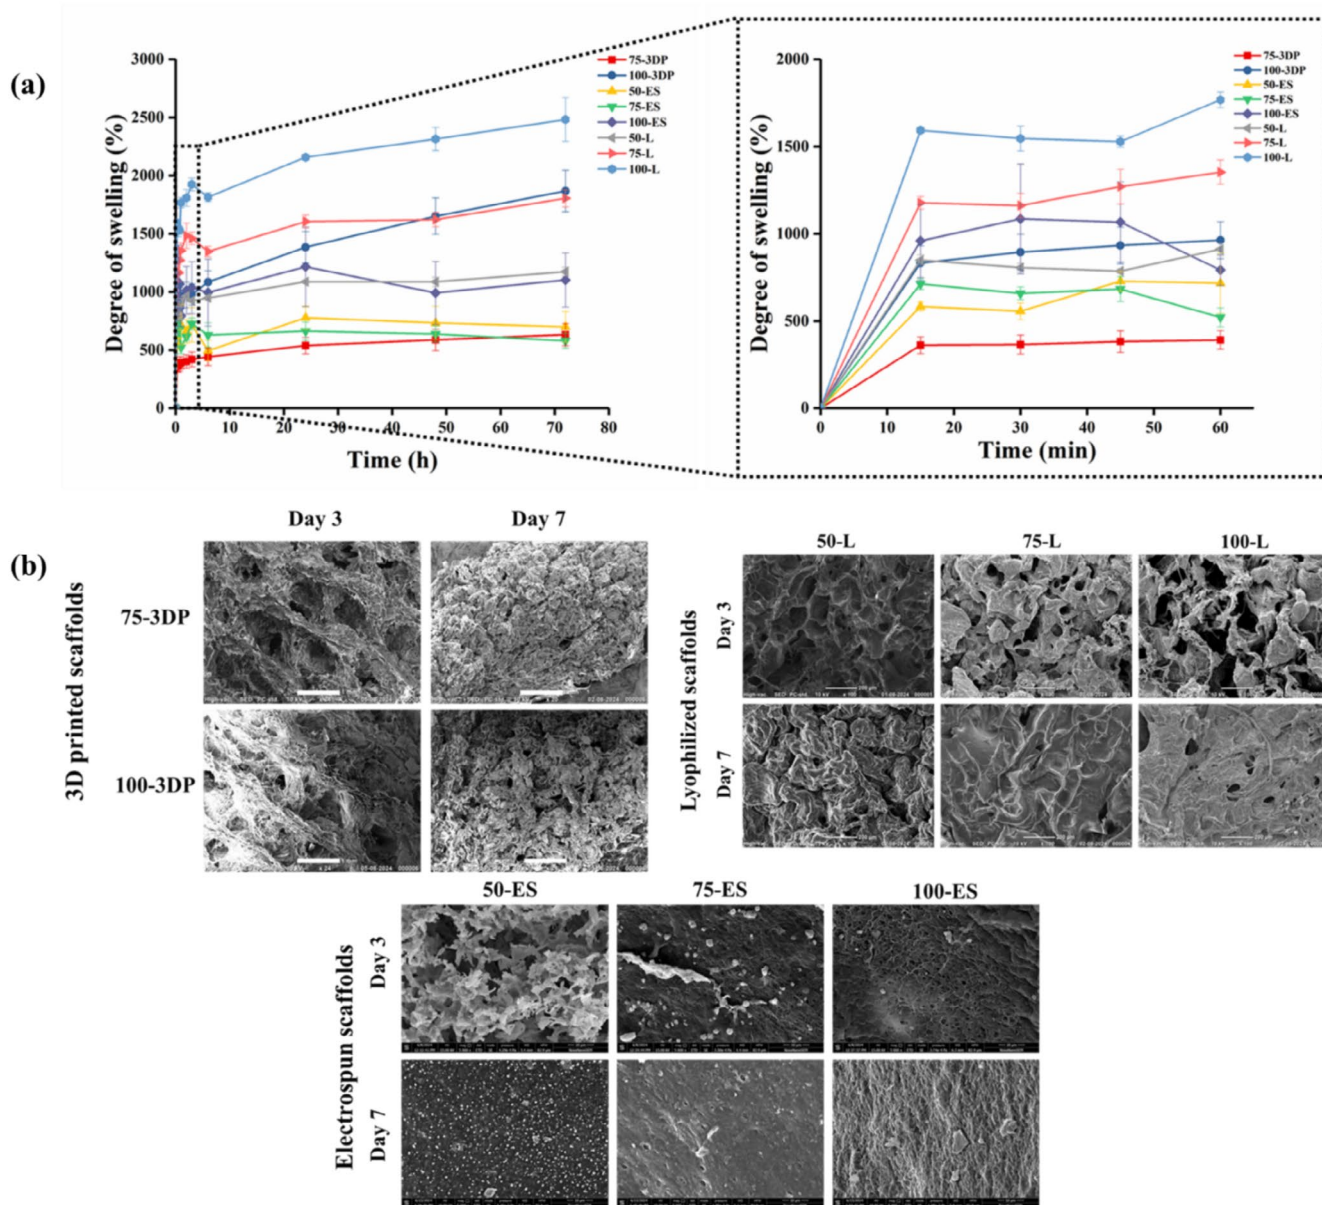 (a)
3000
2500
2000
1500
1000
500
0
Degree of swelling (%)
0 10 20 30 40 50 60 70 80
Time (h)
75-3DP
100-3DP
50-ES
75-ES
100-ES
50-L
75-L
100-L
2000
1500
1000
500
0
Degree of swelling (%)
0 10 20 30 40 50 60
Time (min)
75-3DP
100-3DP
50-ES
75-ES
100-ES
50-L
75-L
100-L
(b)
3D printed scaffolds
Day 3 Day 7
75-3DP
100-3DP
Lyophilized scaffolds
50-L 75-L 100-L
Day 3
Day 7
Electrospun scaffolds
50-ES 75-ES 100-ES
Day 3
Day 7